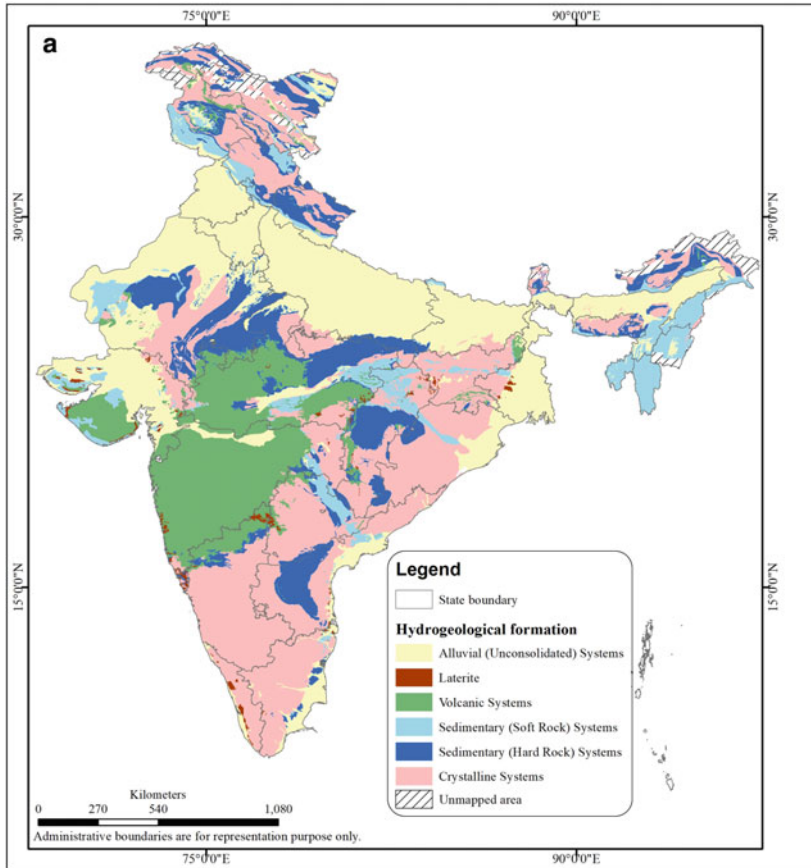 75°0'0"E 90°0'0"E
a
30°0'0"N 30°0'0"N
15°0'0"N 15°0'0"N
Legend
State boundary
Hydrogeological formation
Alluvial (Unconsolidated) Systems
Laterite
Volcanic Systems
Sedimentary (Soft Rock) Systems
Sedimentary (Hard Rock) Systems
Crystalline Systems
Unmapped area
Kilometers
0 270 540 1,080
Administrative boundaries are for representation purpose only.
75°0'0"E 90°0'0"E